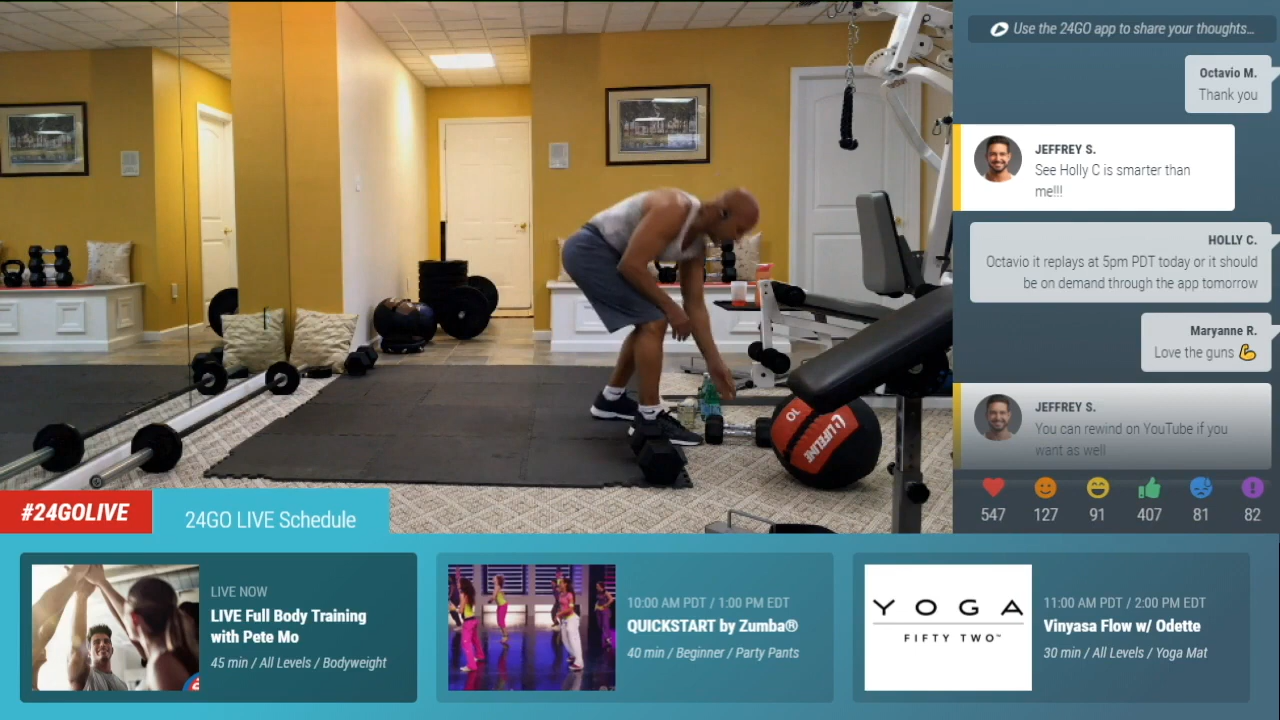 Use the 24GO app to share your thoughts...
Octavio M.
Thank you
JEFFREY S.
See Holly C is smarter than
me!!!
HOLLY C.
Octavio it replays at 5pm PDT today or it should
be on demand through the app tomorrow
Maryanne R.
Love the guns 💪
JEFFREY S.
You can rewind on YouTube if you
want as well
547
127
91
407
81
82
10
LIFELINE
#24GOLIVE
24GO LIVE Schedule
LIVE NOW
LIVE Full Body Training
with Pete Mo
45 min / All Levels / Bodyweight
10:00 AM PDT / 1:00 PM EDT
QUICKSTART by Zumba®
40 min / Beginner / Party Pants
YOGA
FIFTY TWO™
11:00 AM PDT / 2:00 PM EDT
Vinyasa Flow w/ Odette
30 min / All Levels / Yoga Mat